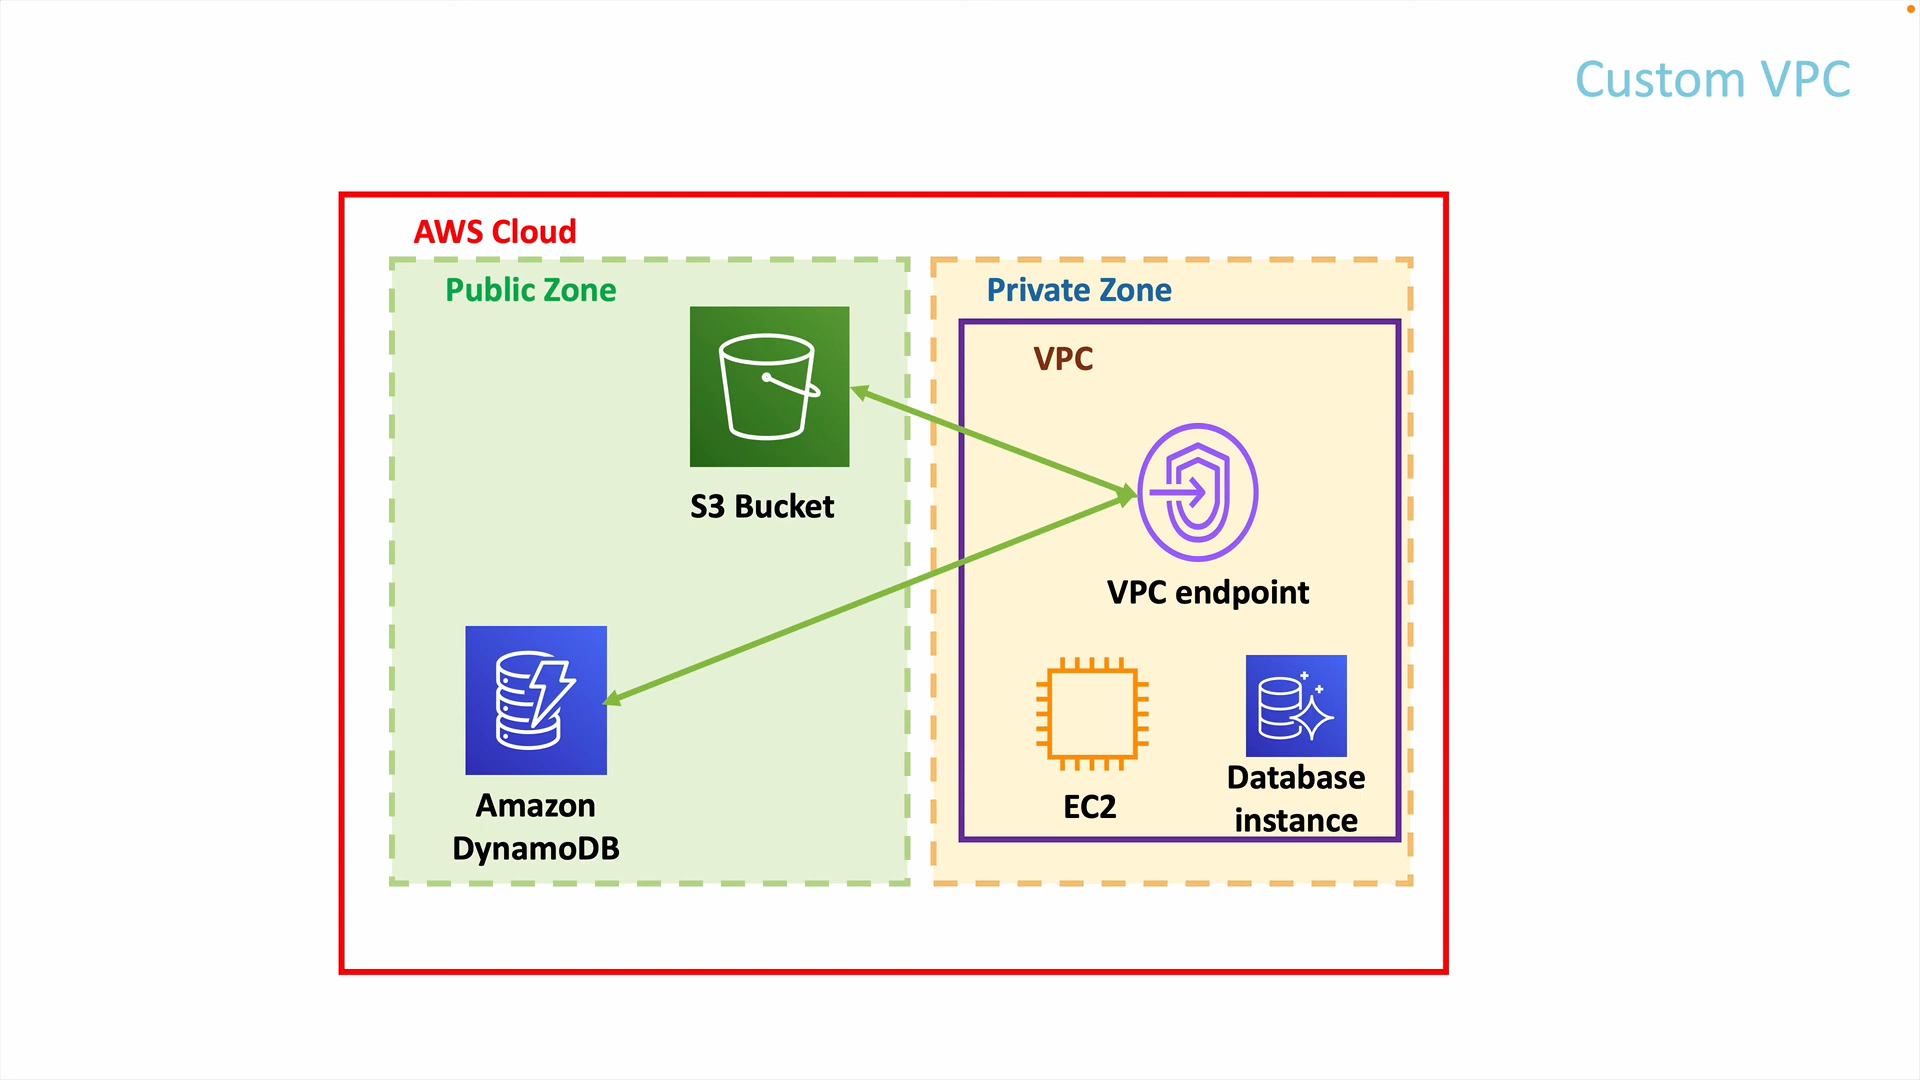 Custom VPC
AWS Cloud
Public Zone
S3 Bucket
Amazon
DynamoDB
Private Zone
VPC
VPC endpoint
EC2
Database
instance